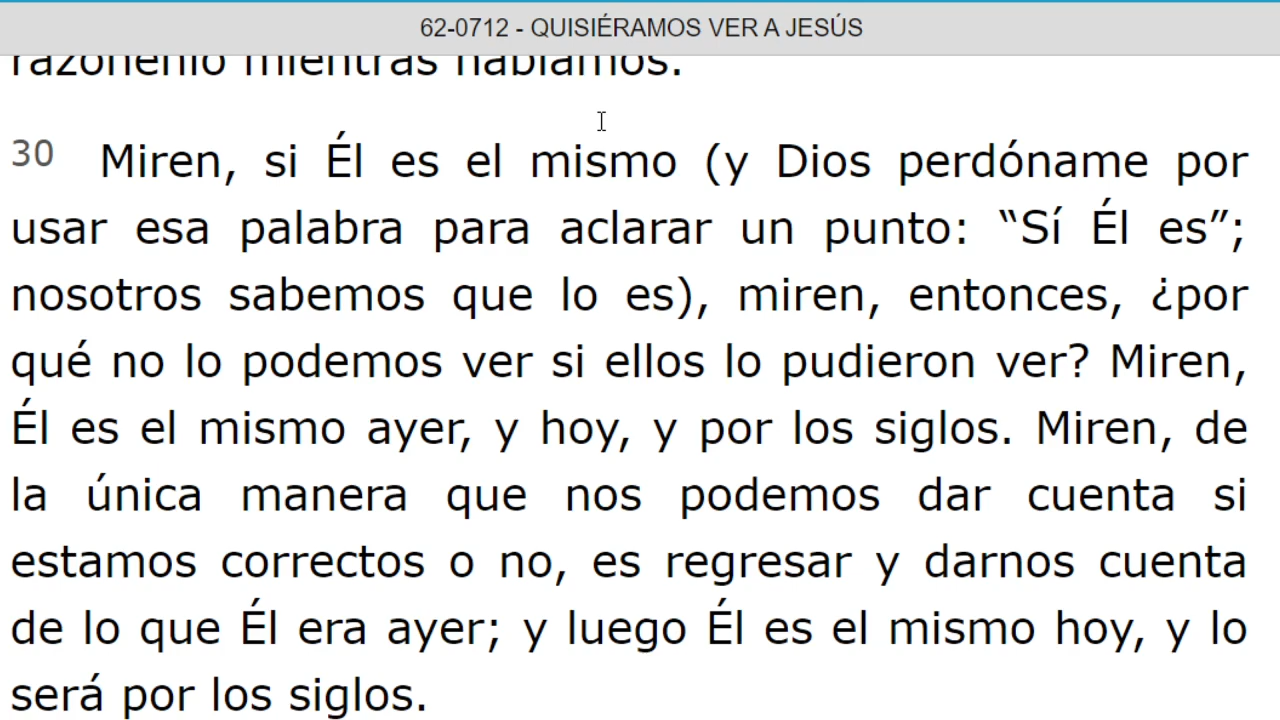 62-0712 - QUISIÉRAMOS VER A JESÚS
mientras hablamos.
30 Miren, si Él es el mismo (y Dios perdóname por
usar esa palabra para aclarar un punto: “Sí Él es”;
nosotros sabemos que lo es), miren, entonces, ¿por
qué no lo podemos ver si ellos lo pudieron ver? Miren,
Él es el mismo ayer, y hoy, y por los siglos. Miren, de
la única manera que nos podemos dar cuenta si
estamos correctos o no, es regresar y darnos cuenta
de lo que Él era ayer; y luego Él es el mismo hoy, y lo
será por los siglos.